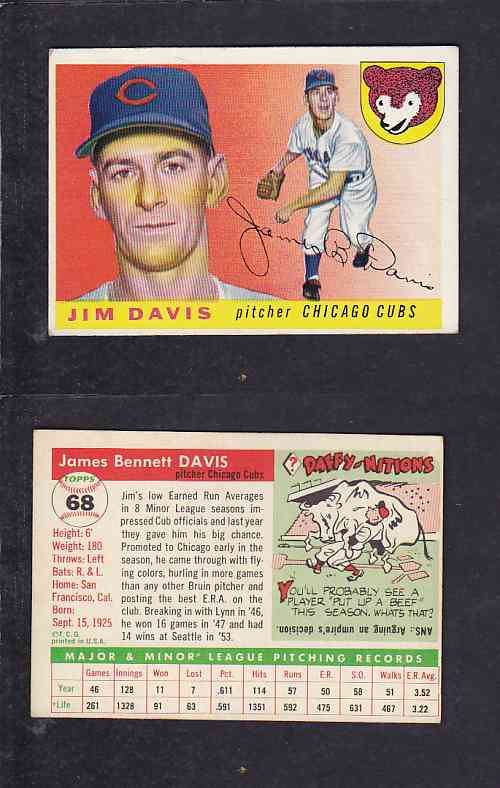 C
CUBS
James B. Davis
JIM DAVIS pitcher CHICAGO CUBS
James Bennett DAVIS
pitcher Chicago Cubs
TOPPS
68
Height: 6'
Weight: 180
Throws: Left
Bats: R. & L.
Home: San
Francisco, Cal.
Born:
Sept. 15, 1925
©T. C. G.
printed in U.S.A.
Jim's low Earned Run Averages
in 8 Minor League seasons im-
pressed Cub officials and last year
they gave him his big chance.
Promoted to Chicago early in the
season, he came through with fly-
ing colors, hurling in more games
than any other Bruin pitcher and
posting the best E.R.A. on the
club. Breaking in with Lynn in '46,
he won 16 games in '47 and had
14 wins at Seattle in '53.
? DAFFY-NITIONS
YOU'LL PROBABLY SEE A
PLAYER "PUT UP A BEEF"
THIS SEASON. WHAT'S THAT?
ANS: Arguing an umpire's decision.
MAJOR & MINOR LEAGUE PITCHING RECORDS
Games Innings Won Lost Pct. Hits Runs E.R. S.O. Walks E.R. Avg.
Year 46 128 11 7 .611 114 57 50 58 51 3.52
+Life 261 1328 91 63 .591 1351 592 475 631 467 3.22